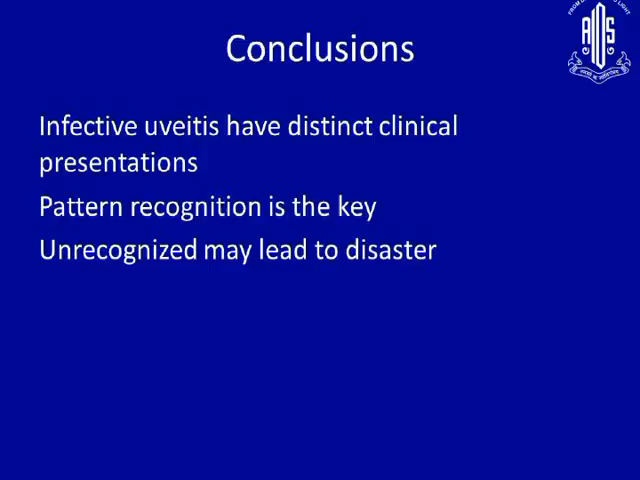 Conclusions
Infective uveitis have distinct clinical
presentations
Pattern recognition is the key
Unrecognized may lead to disaster